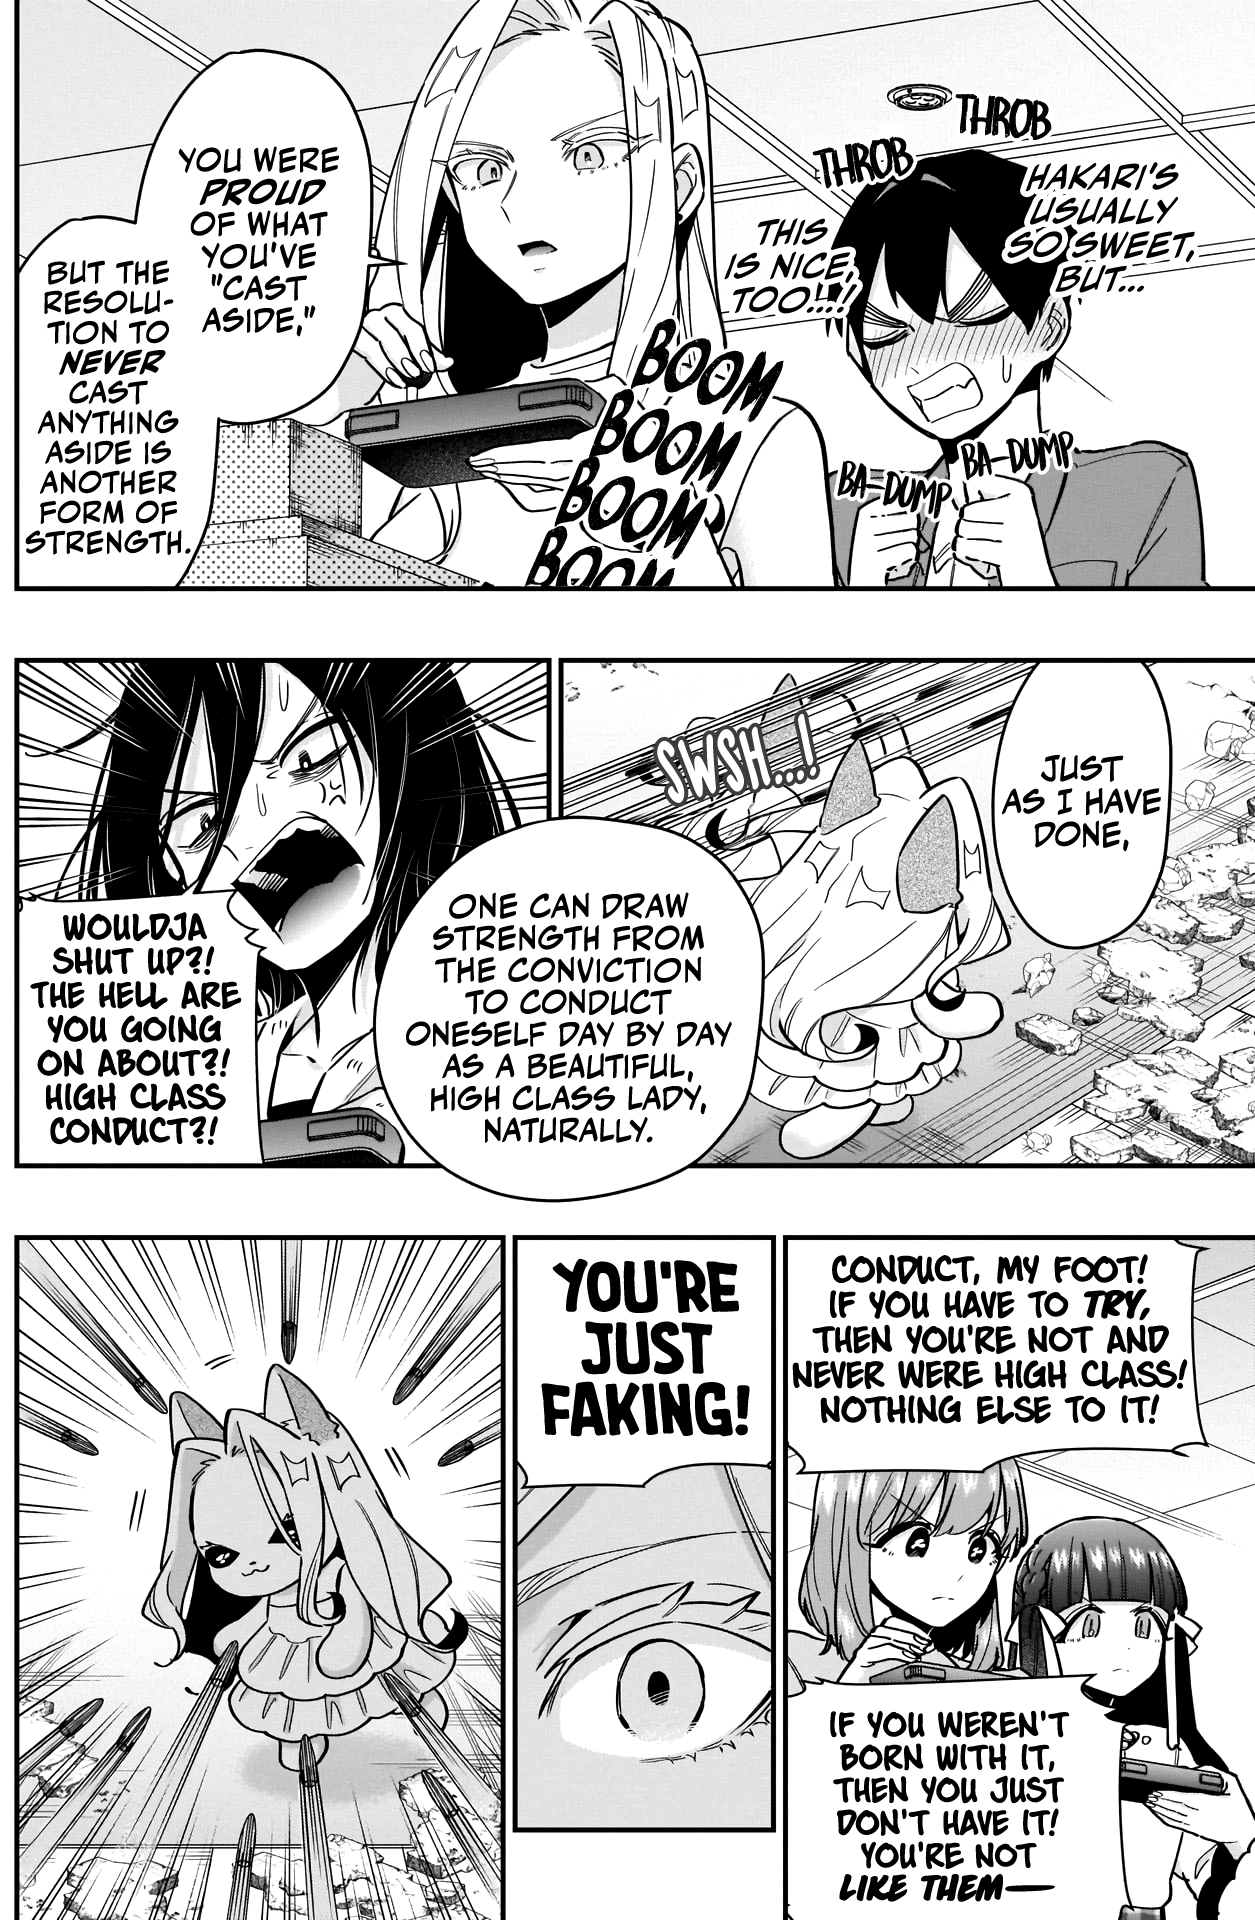 THROB
THROB
HAKARI'S
USUALLY
SO SWEET,
BUT...
THIS
IS NICE,
TOO...!
BA-DUMP
BA-DUMP
YOU WERE
PROUD
OF WHAT
YOU'VE
"CAST
ASIDE,"
BOOM
BOOM
BOOM
BOOM
BUT THE
RESOLU-
TION TO
NEVER
CAST
ANYTHING
ASIDE IS
ANOTHER
FORM OF
STRENGTH.
JUST
AS I HAVE
DONE,
SWSH...!
ONE CAN DRAW
STRENGTH FROM
THE CONVICTION
TO CONDUCT
ONESELF DAY BY DAY
AS A BEAUTIFUL,
HIGH CLASS LADY,
NATURALLY.
WOULDJA
SHUT UP?!
THE HELL ARE
YOU GOING
ON ABOUT?!
HIGH CLASS
CONDUCT?!
CONDUCT, MY FOOT!
IF YOU HAVE TO TRY,
THEN YOU'RE NOT AND
NEVER WERE HIGH CLASS!
NOTHING ELSE TO IT!
IF YOU WEREN'T
BORN WITH IT,
THEN YOU JUST
DON'T HAVE IT!
YOU'RE NOT
LIKE THEM—
YOU'RE
JUST
FAKING!